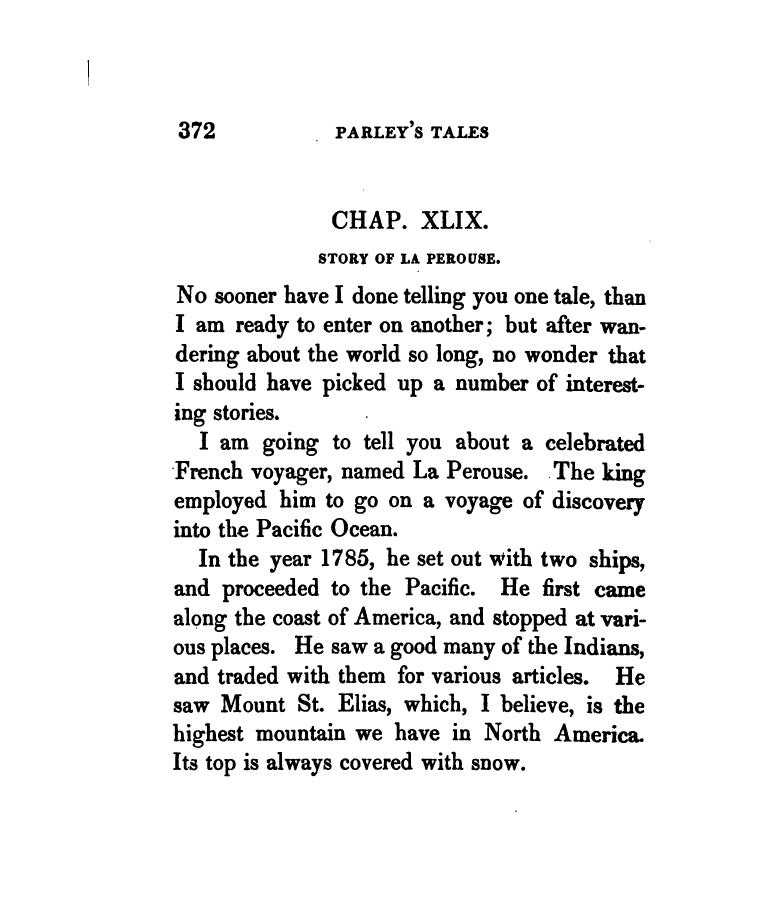 372 PARLEY'S TALES
CHAP. XLIX.
STORY OF LA PEROUSE.
No sooner have I done telling you one tale, than
I am ready to enter on another; but after wan-
dering about the world so long, no wonder that
I should have picked up a number of interest-
ing stories.
I am going to tell you about a celebrated
French voyager, named La Perouse. The king
employed him to go on a voyage of discovery
into the Pacific Ocean.
In the year 1785, he set out with two ships,
and proceeded to the Pacific. He first came
along the coast of America, and stopped at vari-
ous places. He saw a good many of the Indians,
and traded with them for various articles. He
saw Mount St. Elias, which, I believe, is the
highest mountain we have in North America.
Its top is always covered with snow.